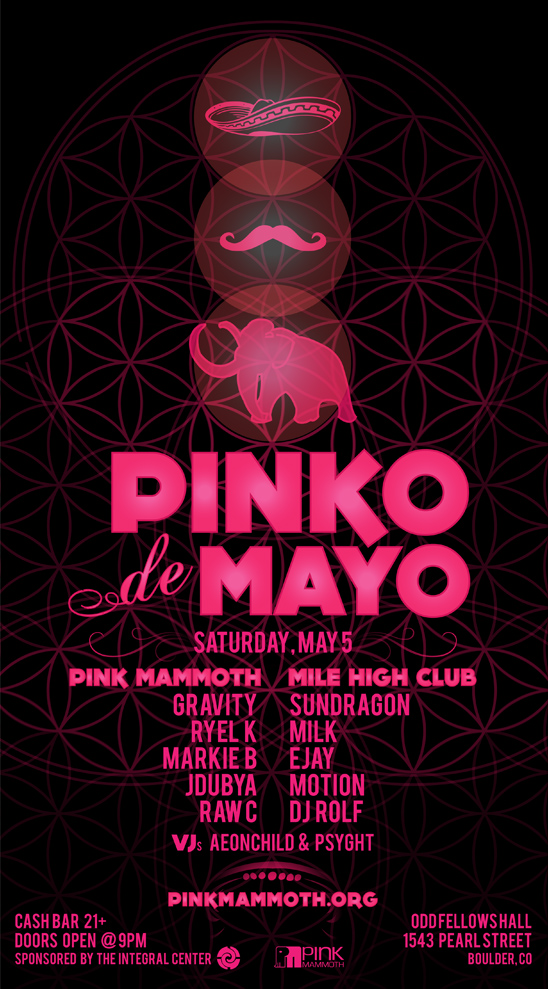 PINKO
de MAYO
SATURDAY, MAY 5
PINK MAMMOTH
GRAVITY
RYEL K
MARKIE B
JDUBYA
RAW C
MILE HIGH CLUB
SUNDRAGON
MILK
EJAY
MOTION
DJ ROLF
VJs AEONCHILD & PSYGHT
PINKMAMMOTH.ORG
CASH BAR 21+
DOORS OPEN @ 9PM
SPONSORED BY THE INTEGRAL CENTER
PINK
MAMMOTH
ODD FELLOWS HALL
1543 PEARL STREET
BOULDER, CO